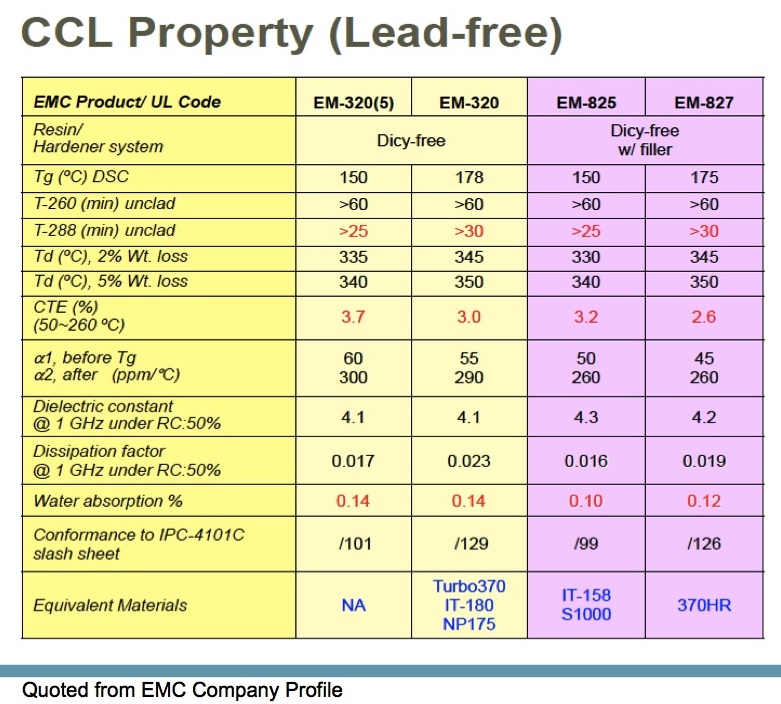 CCL Property (Lead-free)
EMC Product/ UL Code EM-320(5) EM-320 EM-825 EM-827
Resin/
Hardener system
Dicy-free
Dicy-free
w/ filler
Tg (ºC) DSC 150 178 150 175
T-260 (min) unclad >60 >60 >60 >60
T-288 (min) unclad >25 >30 >25 >30
Td (ºC), 2% Wt. loss 335 345 330 345
Td (ºC), 5% Wt. loss 340 350 340 350
CTE (%)
(50~260 ºC)
3.7 3.0 3.2 2.6
α1, before Tg 60 55 50 45
α2, after (ppm/ºC) 300 290 260 260
Dielectric constant
@ 1 GHz under RC:50%
4.1 4.1 4.3 4.2
Dissipation factor
@ 1 GHz under RC:50%
0.017 0.023 0.016 0.019
Water absorption % 0.14 0.14 0.10 0.12
Conformance to IPC-4101C
slash sheet
/101 /129 /99 /126
Equivalent Materials
NA
Turbo370
IT-180
NP175
IT-158
S1000
370HR
Quoted from EMC Company Profile